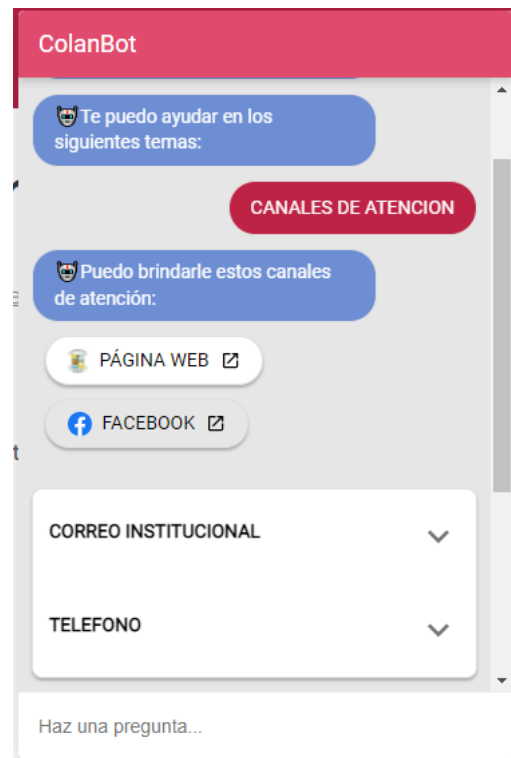 ColanBot
Te puedo ayudar en los
siguientes temas:
CANALES DE ATENCION
Puedo brindarle estos canales
de atención:
PÁGINA WEB
FACEBOOK
CORREO INSTITUCIONAL
TELEFONO
Haz una pregunta...